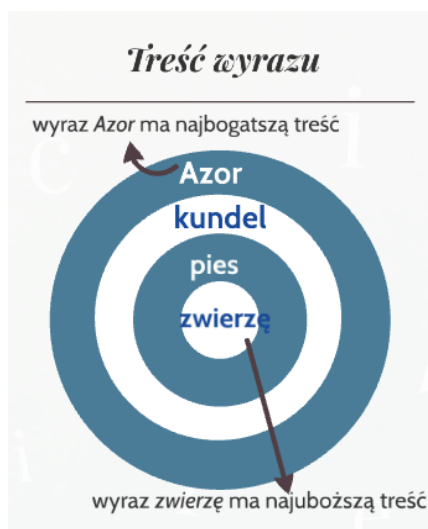 Treść wyrazu
wyraz Azor ma najbogatszą treść
Azor
kundel
pies
zwierzę
wyraz zwierzę ma najuboższą treść